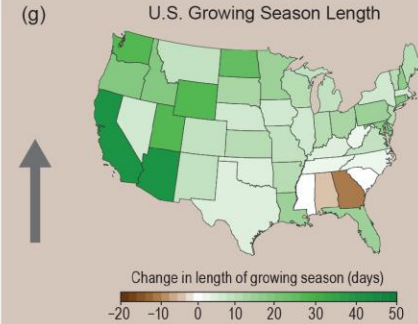 (g)
U.S. Growing Season Length
Change in length of growing season (days)
−20 −10 0 10 20 30 40 50